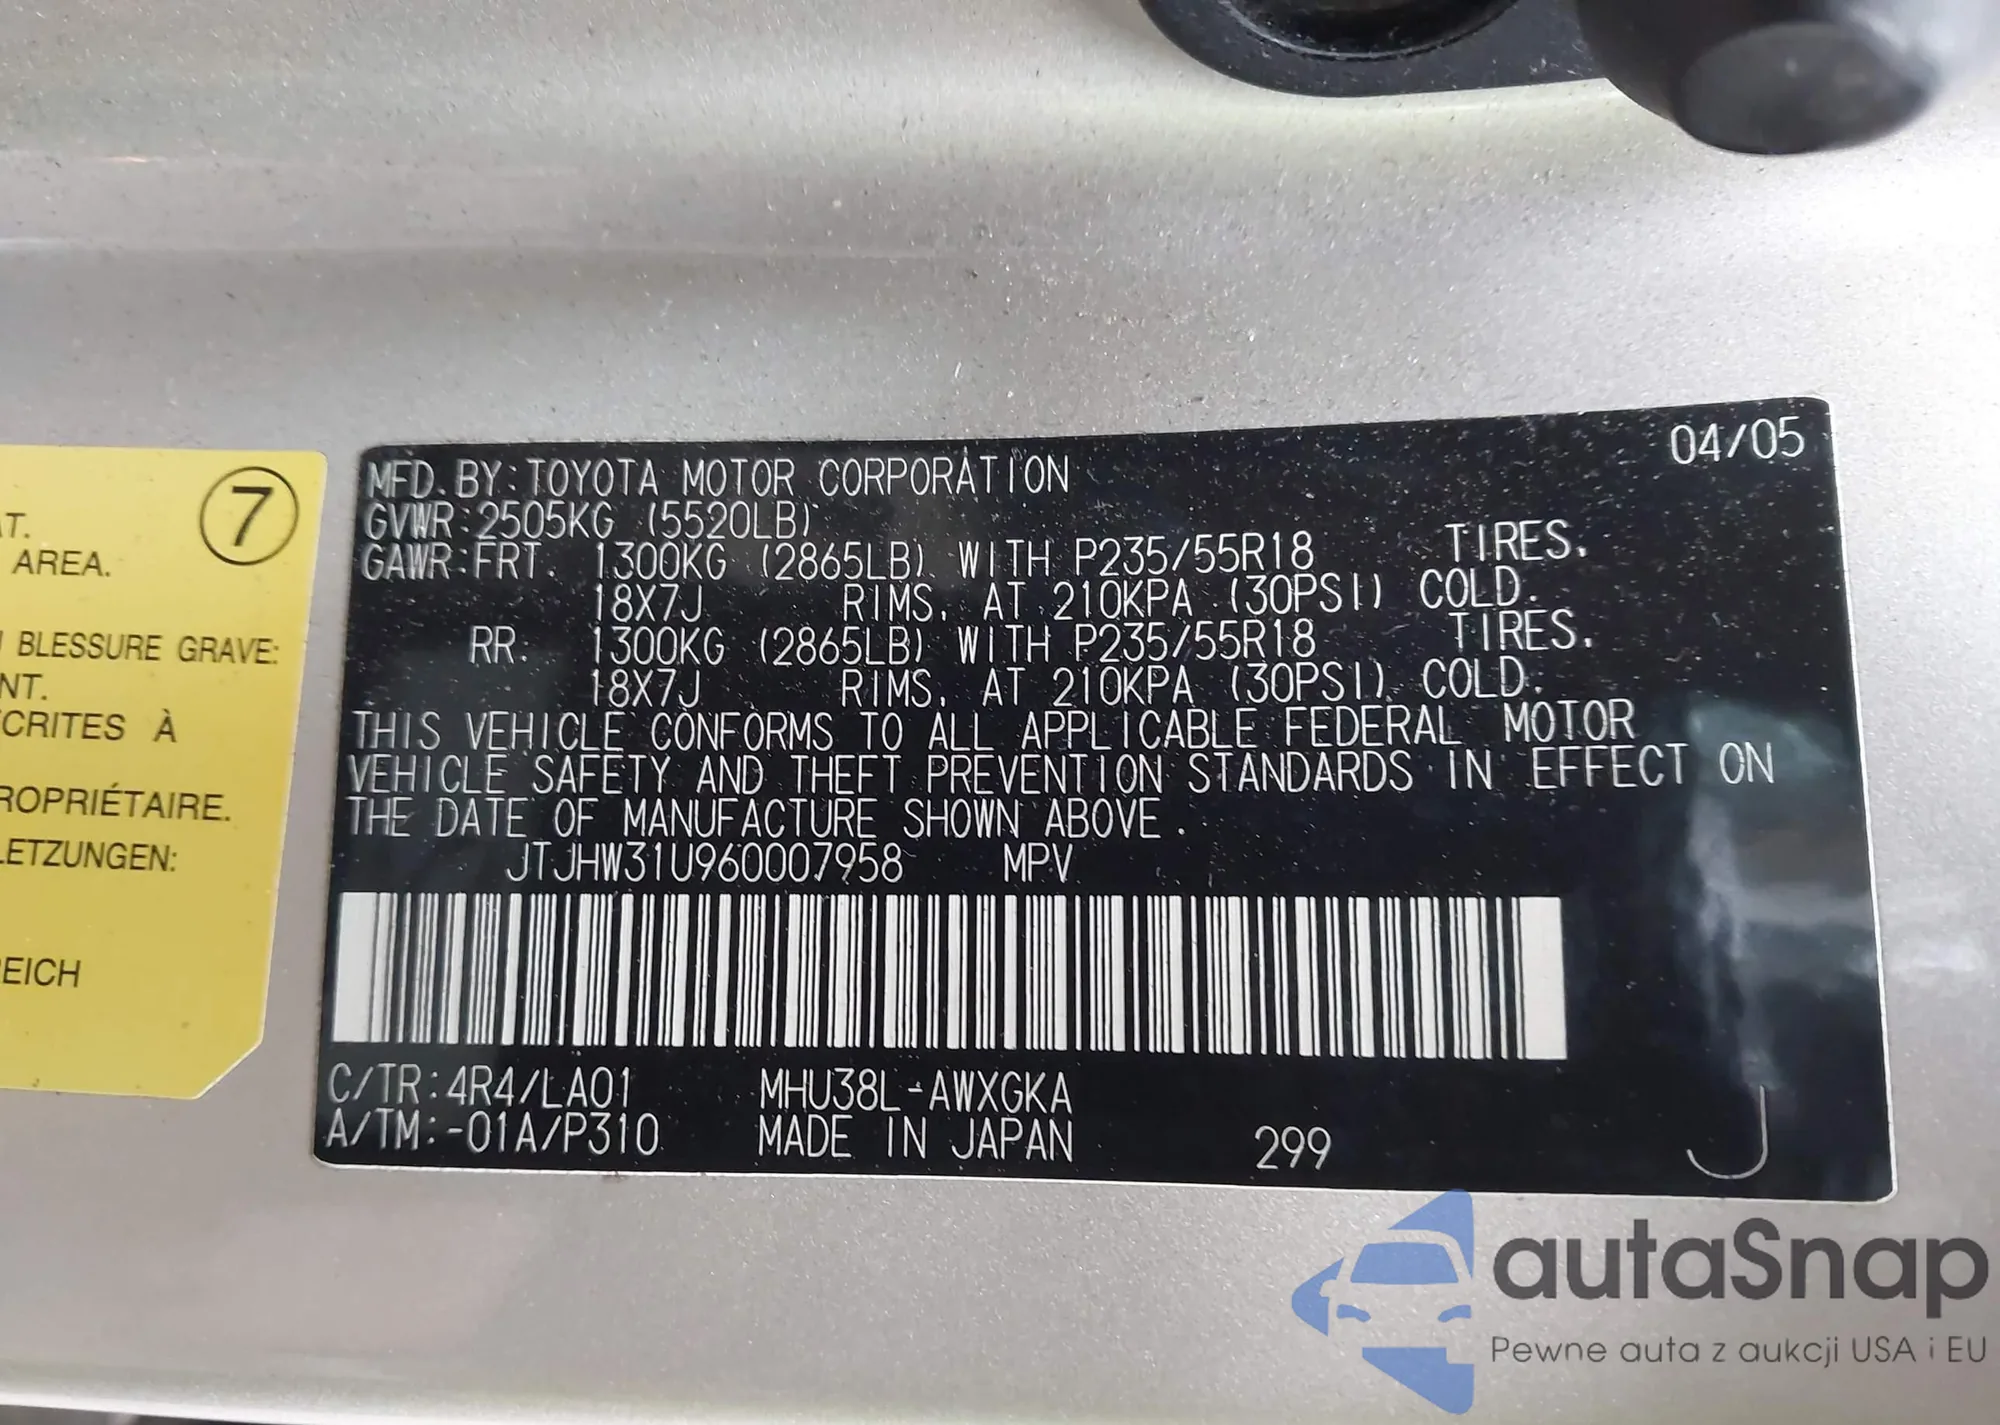 04/05
MFD.BY:TOYOTA MOTOR CORPORATION
GVWR:2505KG (5520LB)
GAWR:FRT. 1300KG (2865LB) WITH P235/55R18 TIRES,
18X7J RIMS, AT 210KPA (30PSI) COLD.
RR. 1300KG (2865LB) WITH P235/55R18 TIRES,
18X7J RIMS, AT 210KPA (30PSI) COLD.
THIS VEHICLE CONFORMS TO ALL APPLICABLE FEDERAL MOTOR
VEHICLE SAFETY AND THEFT PREVENTION STANDARDS IN EFFECT ON
THE DATE OF MANUFACTURE SHOWN ABOVE.
JTJHW31U960007958 MPV
C/TR:4R4/LA01 MHU38L-AWXGKA
A/TM:-01A/P310 MADE IN JAPAN 299 J
7
AT.
AREA.
BLESSURE GRAVE:
NT.
CRITES À
ROPRIÉTAIRE.
LETZUNGEN:
REICH
autoSnap
Pewne auta z aukcji USA i EU